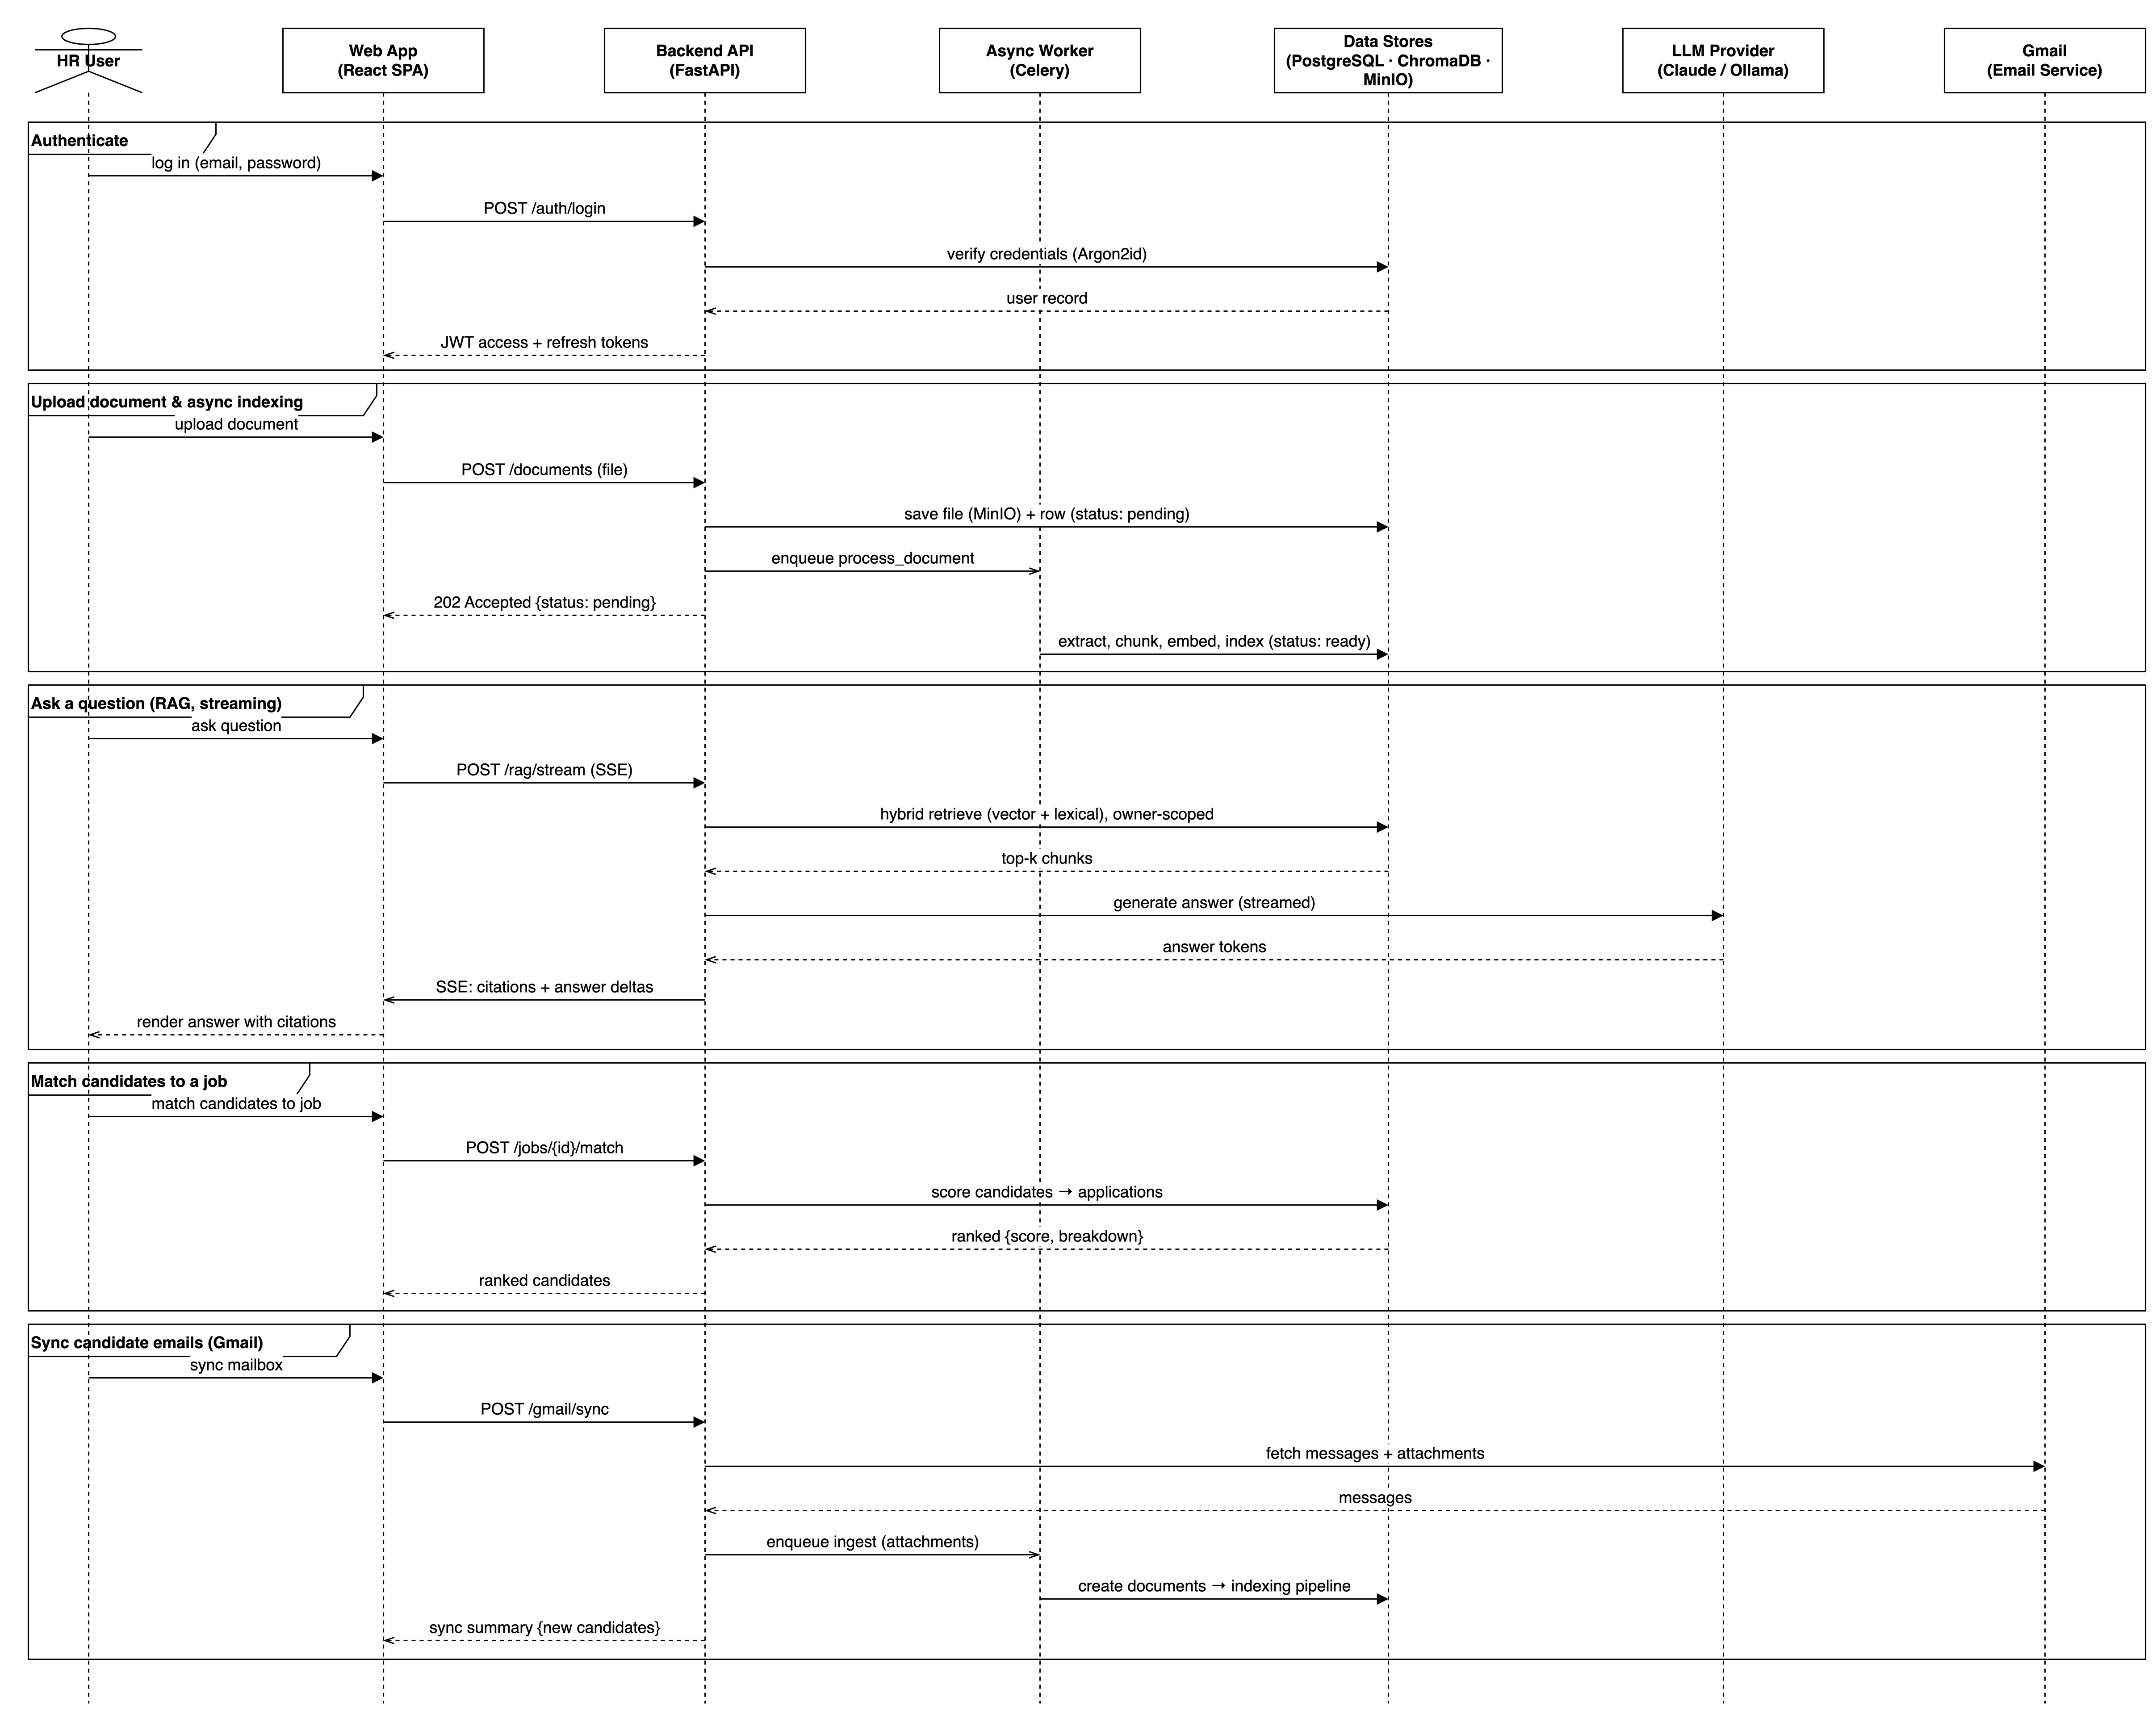 HR User
Web App
(React SPA)
Backend API
(FastAPI)
Async Worker
(Celery)
Data Stores
(PostgreSQL · ChromaDB ·
MinIO)
LLM Provider
(Claude / Ollama)
Gmail
(Email Service)
Authenticate
log in (email, password)
POST /auth/login
verify credentials (Argon2id)
user record
JWT access + refresh tokens
Upload document & async indexing
upload document
POST /documents (file)
save file (MinIO) + row (status: pending)
enqueue process_document
202 Accepted {status: pending}
extract, chunk, embed, index (status: ready)
Ask a question (RAG, streaming)
ask question
POST /rag/stream (SSE)
hybrid retrieve (vector + lexical), owner-scoped
top-k chunks
generate answer (streamed)
answer tokens
SSE: citations + answer deltas
render answer with citations
Match candidates to a job
match candidates to job
POST /jobs/{id}/match
score candidates → applications
ranked {score, breakdown}
ranked candidates
Sync candidate emails (Gmail)
sync mailbox
POST /gmail/sync
fetch messages + attachments
messages
enqueue ingest (attachments)
create documents → indexing pipeline
sync summary {new candidates}